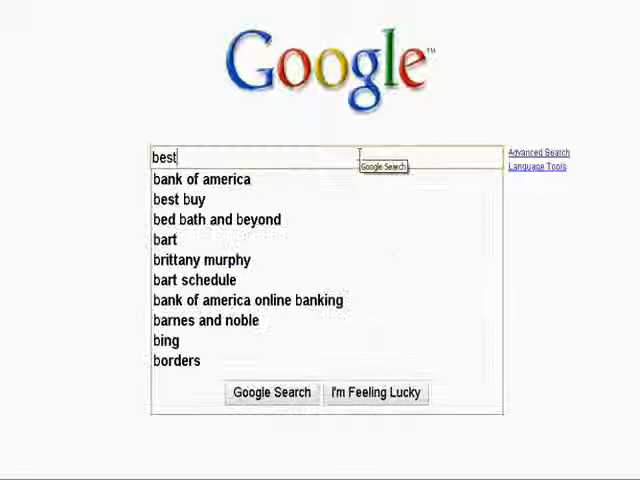 Google™
best
Advanced Search
Google Search
Language Tools
bank of america
best buy
bed bath and beyond
bart
brittany murphy
bart schedule
bank of america online banking
barnes and noble
bing
borders
Google Search
I'm Feeling Lucky